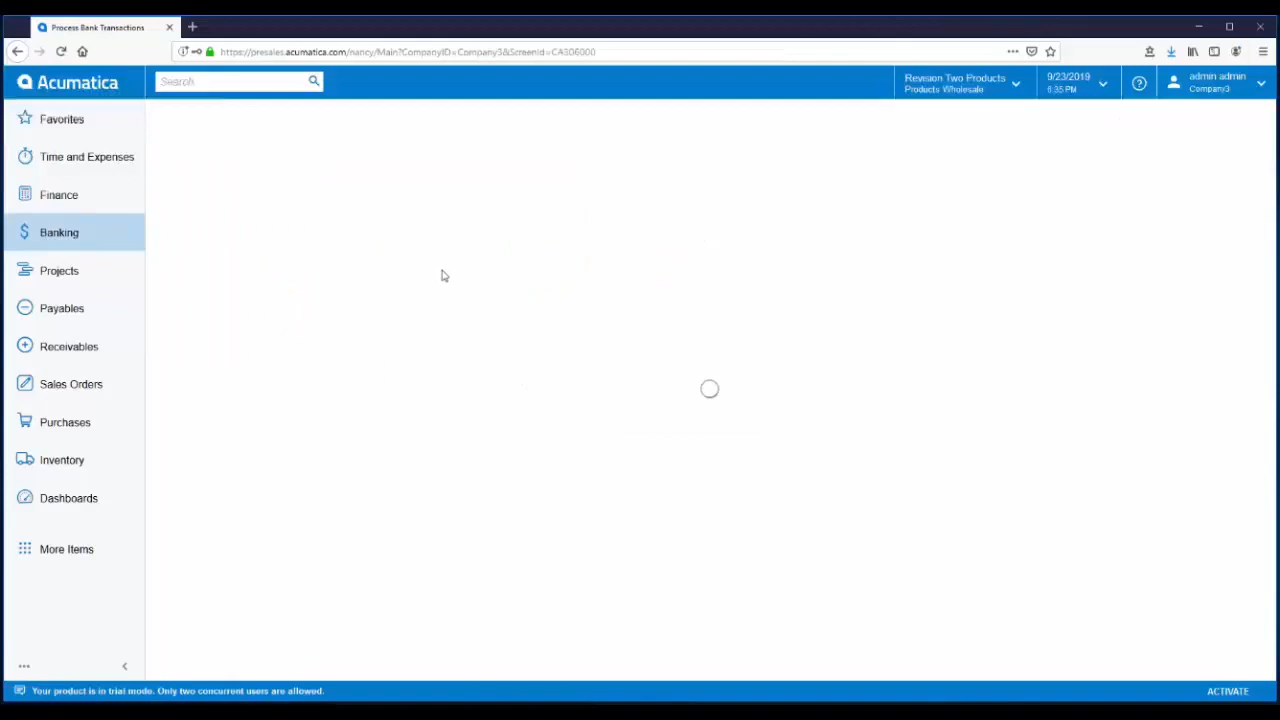 Process Bank Transactions
https://presales.acumatica.com/nancy/Main?CompanyID=Company3&ScreenId=CA306000
Acumatica
Search
Revision Two Products
Products Wholesale
9/23/2019
6:35 PM
admin admin
Company3
Favorites
Time and Expenses
Finance
Banking
Projects
Payables
Receivables
Sales Orders
Purchases
Inventory
Dashboards
More Items
Your product is in trial mode. Only two concurrent users are allowed.
ACTIVATE